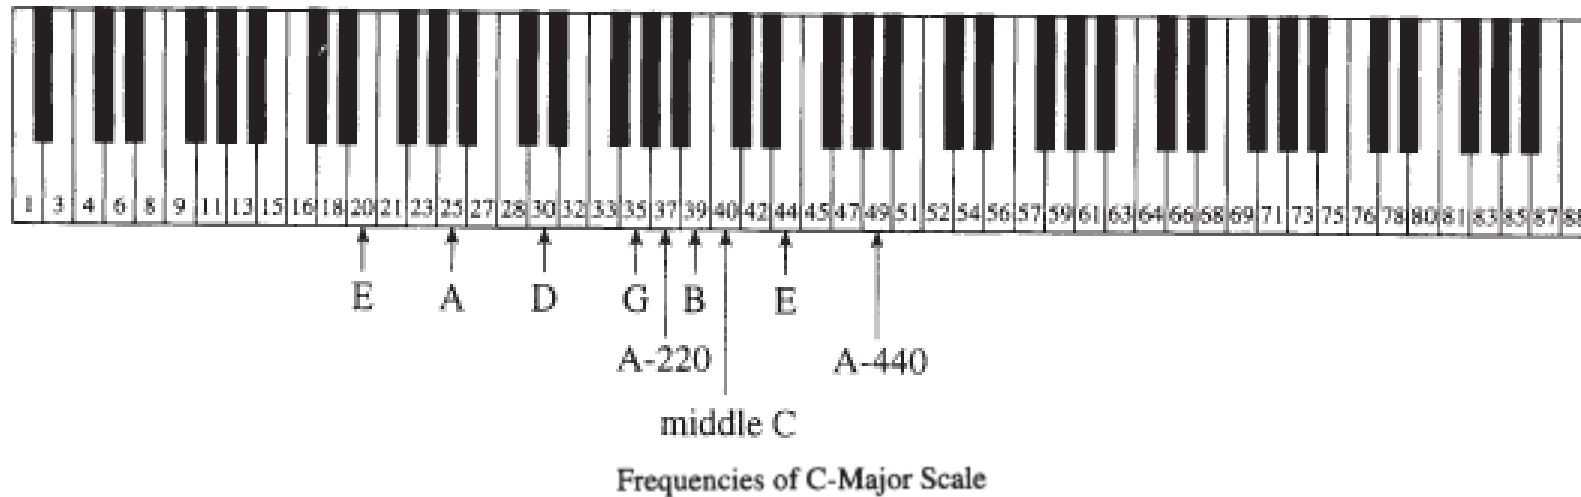 1 3 4 6 8 9 11 13 15 16 18 20 21 23 25 27 28 30 32 33 35 37 39 40 42 44 45 47 49 51 52 54 56 57 59 61 63 64 66 68 69 71 73 75 76 78 80 81 83 85 87 88
E A D G B E
A-220 A-440
middle C
Frequencies of C-Major Scale